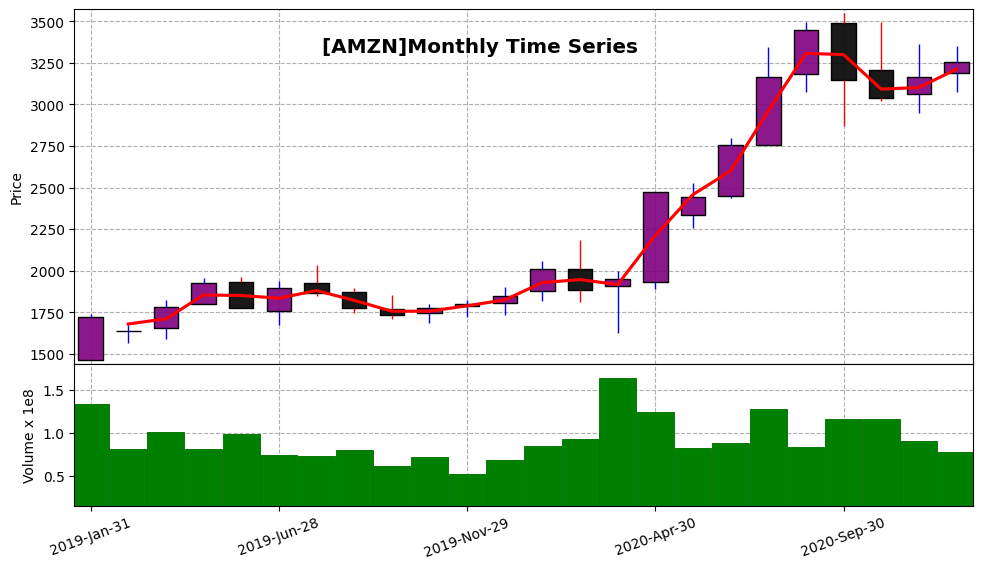 [AMZN]Monthly Time Series
Price
3500
3250
3000
2750
2500
2250
2000
1750
1500
Volume x 1e8
1.5
1.0
0.5
2019-Jan-31
2019-Jun-28
2019-Nov-29
2020-Apr-30
2020-Sep-30